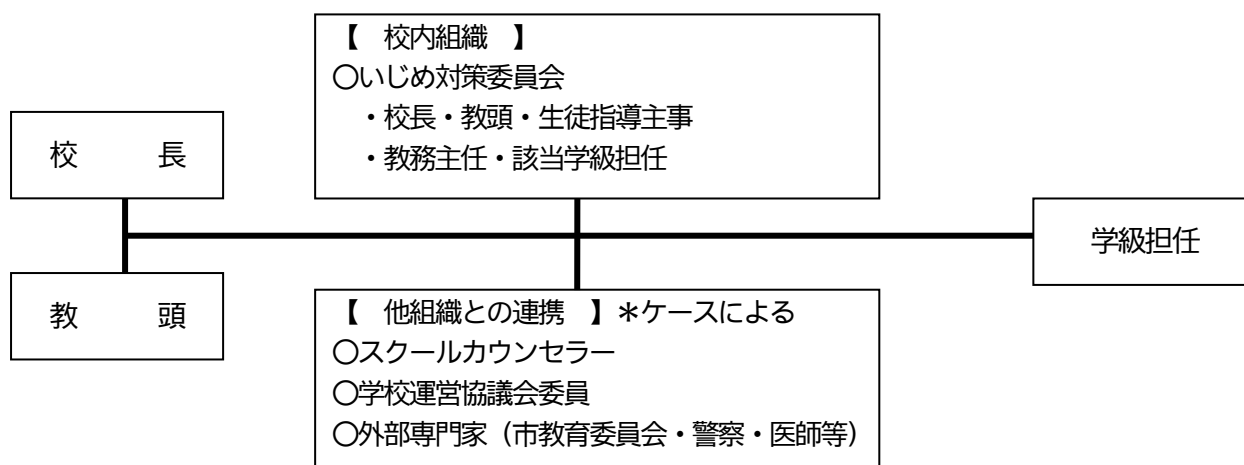 【　校内組織　】
〇いじめ対策委員会
・校長・教頭・生徒指導主事
・教務主任・該当学級担任
校　　　長
学級担任
教　　　頭
【　他組織との連携　】＊ケースによる
〇スクールカウンセラー
〇学校運営協議会委員
〇外部専門家（市教育委員会・警察・医師等）